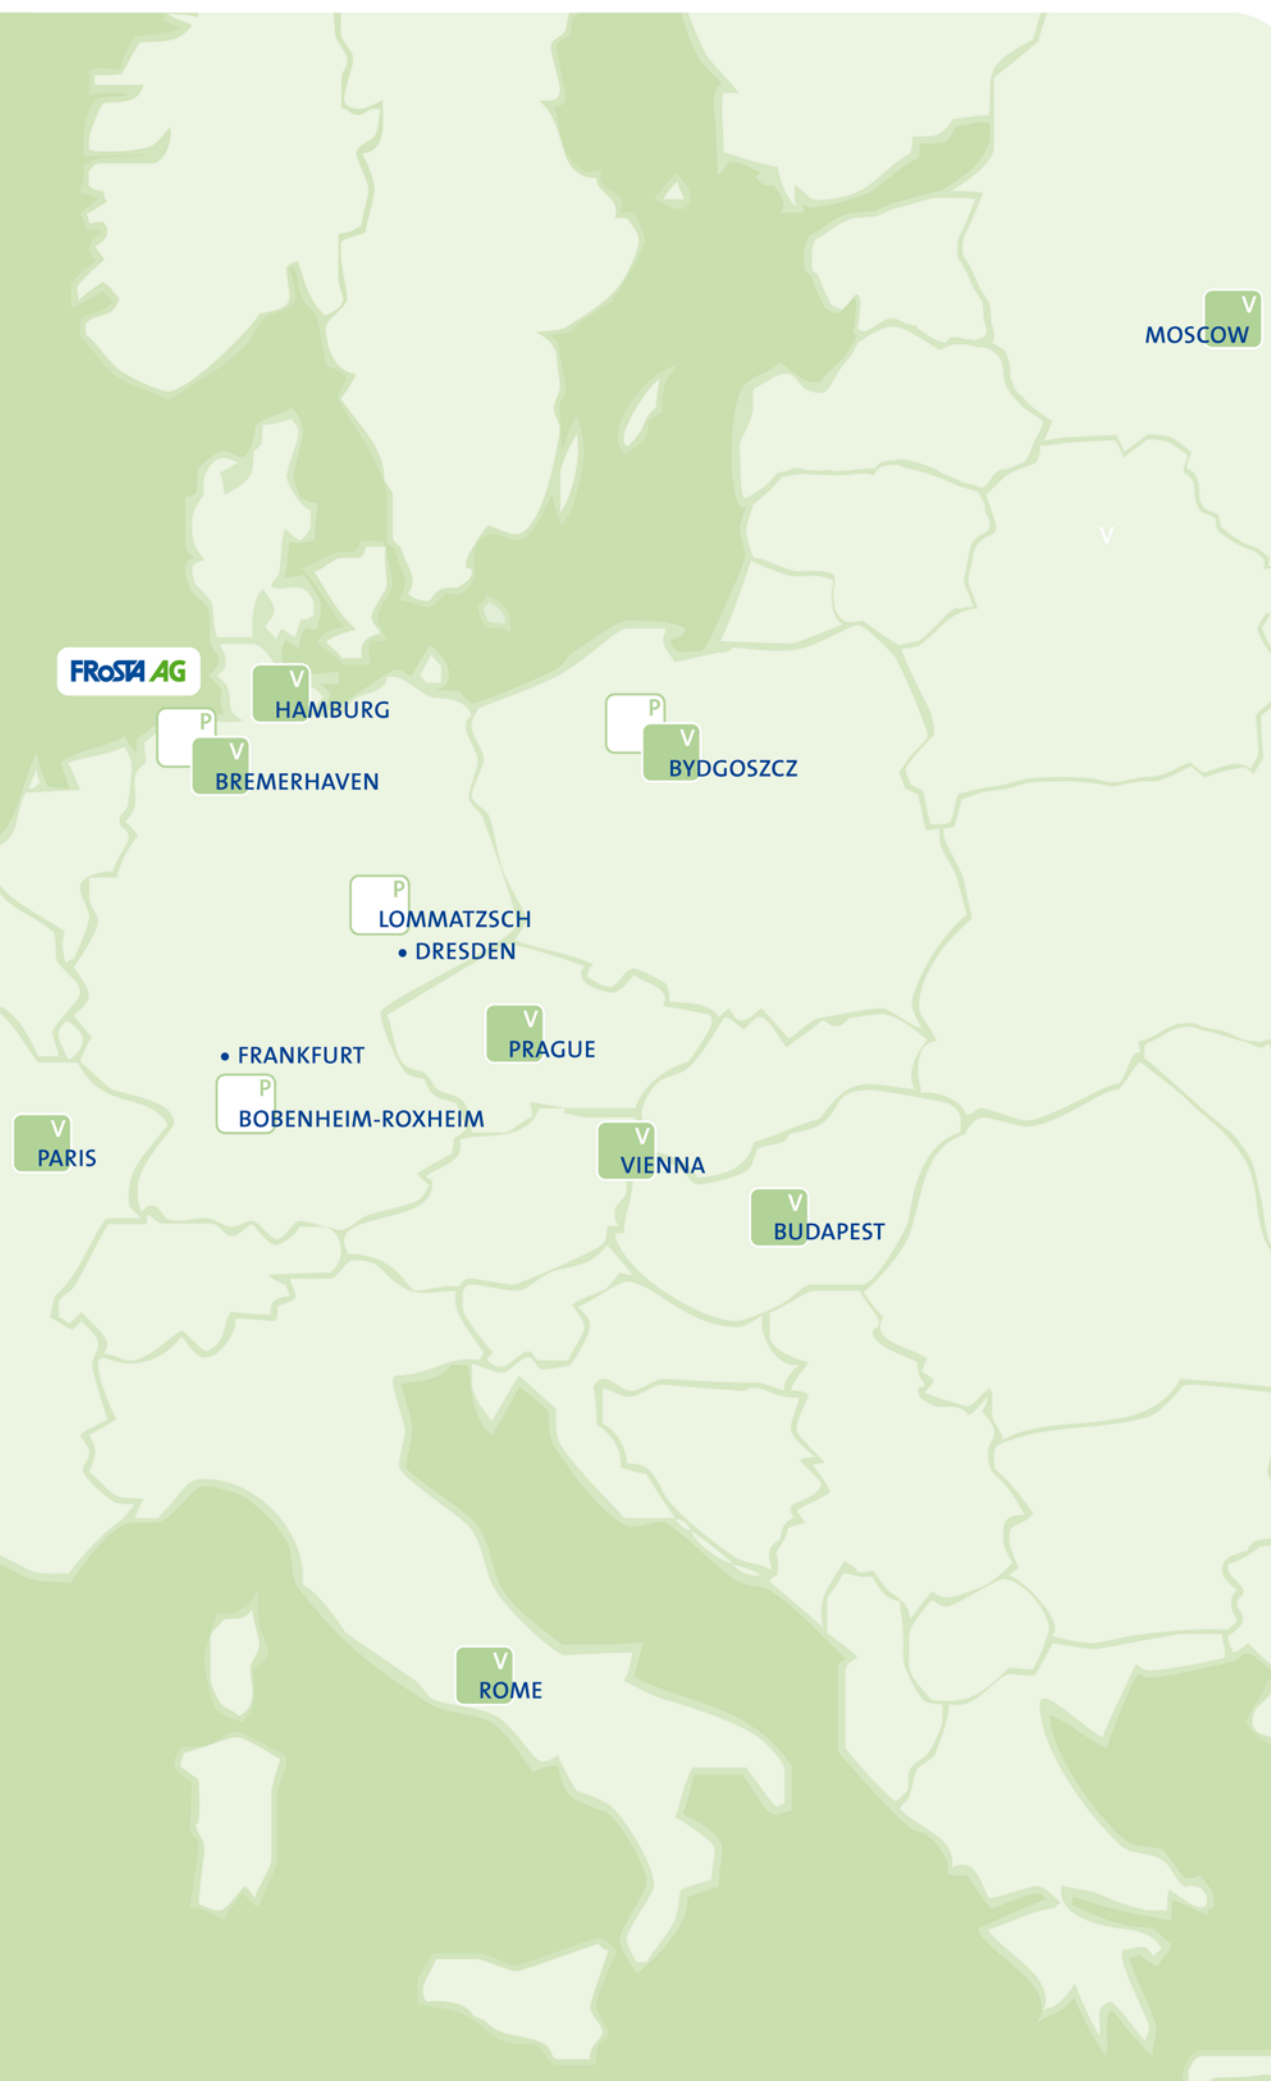 V
MOSCOW
V
FRoSTA AG
V
HAMBURG
P
V
BREMERHAVEN
P
V
BYDGOSZCZ
P
LOMMATZSCH
• DRESDEN
V
PRAGUE
• FRANKFURT
P
BOBENHEIM-ROXHEIM
V
PARIS
V
VIENNA
V
BUDAPEST
V
ROME